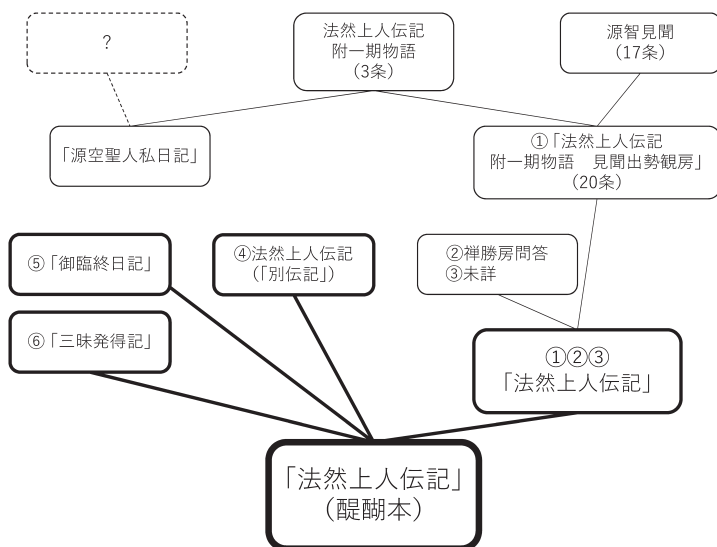 ?
法然上人伝記
附一期物語
(3条)
源智見聞
(17条)
「源空聖人私日記」
①「法然上人伝記
附一期物語　見聞出勢観房」
(20条)
⑤「御臨終日記」
④法然上人伝記
(「別伝記」)
②禅勝房問答
③未詳
⑥「三昧発得記」
①②③
「法然上人伝記」
「法然上人伝記」
(醍醐本)